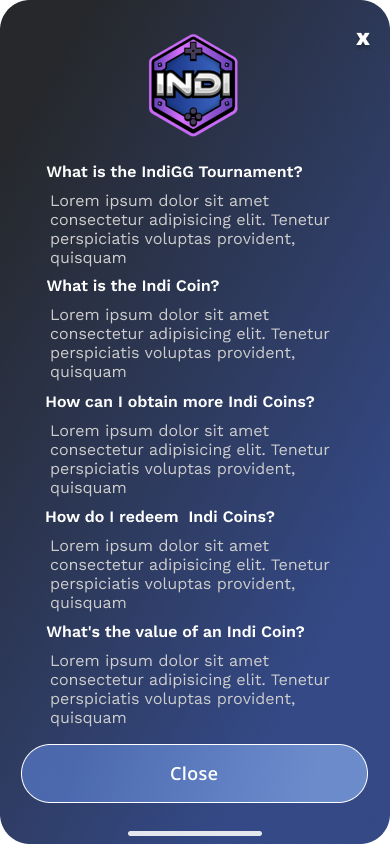 x
INDI
What is the IndiGG Tournament?
Lorem ipsum dolor sit amet
consectetur adipisicing elit. Tenetur
perspiciatis voluptas provident,
quisquam
What is the Indi Coin?
Lorem ipsum dolor sit amet
consectetur adipisicing elit. Tenetur
perspiciatis voluptas provident,
quisquam
How can I obtain more Indi Coins?
Lorem ipsum dolor sit amet
consectetur adipisicing elit. Tenetur
perspiciatis voluptas provident,
quisquam
How do I redeem  Indi Coins?
Lorem ipsum dolor sit amet
consectetur adipisicing elit. Tenetur
perspiciatis voluptas provident,
quisquam
What's the value of an Indi Coin?
Lorem ipsum dolor sit amet
consectetur adipisicing elit. Tenetur
perspiciatis voluptas provident,
quisquam
Close